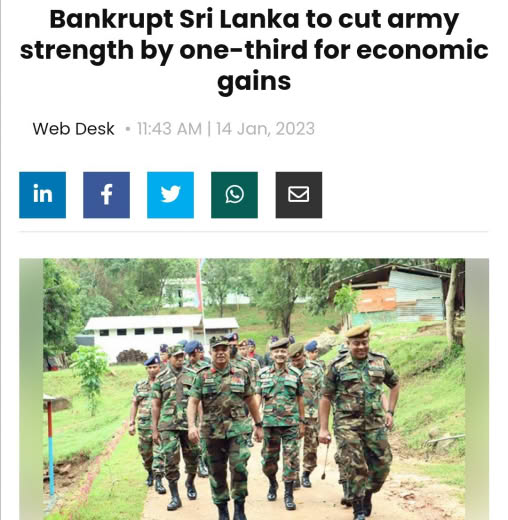 Bankrupt Sri Lanka to cut army
strength by one-third for economic
gains
Web Desk • 11:43 AM | 14 Jan, 2023
in f